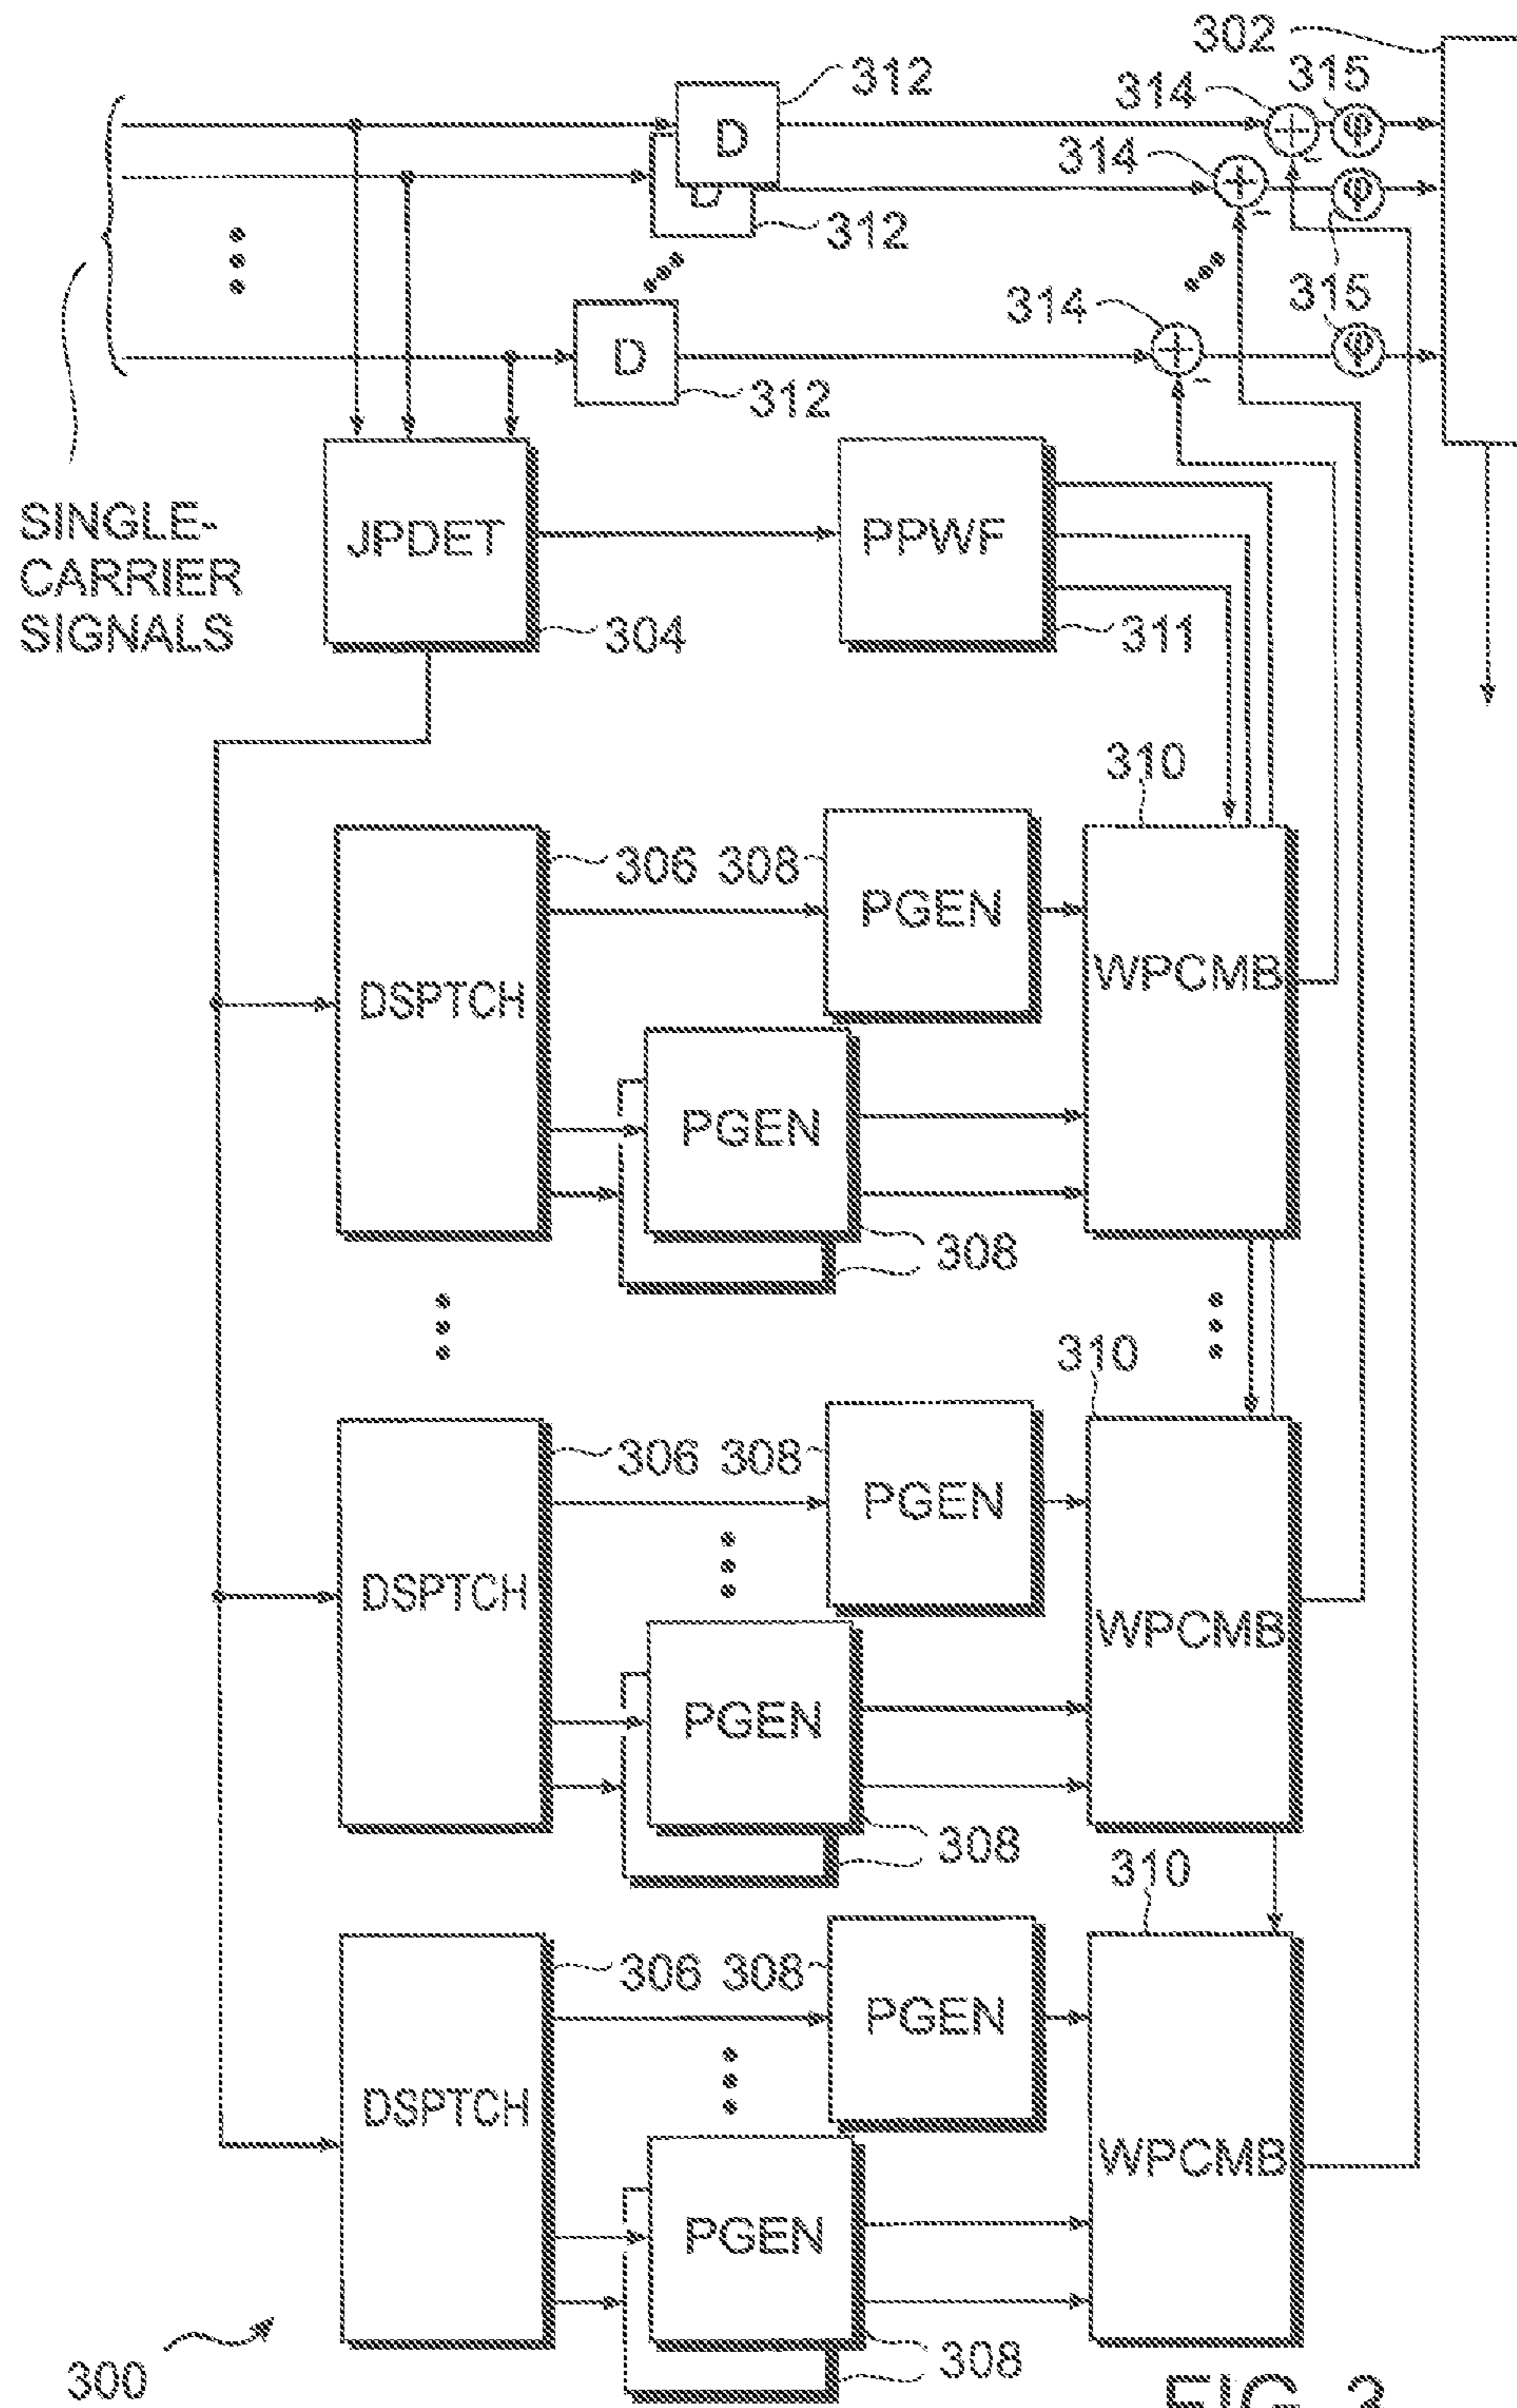 302
312
314
315
D
φ
314
φ
312
315
314
φ
D
312
SINGLE-
CARRIER
SIGNALS
JPDET
PPWF
304
311
310
306 308
PGEN
DSPTCH
WPCMB
PGEN
308
310
306 308
PGEN
DSPTCH
WPCMB
PGEN
308
310
306 308
PGEN
DSPTCH
WPCMB
PGEN
308
300